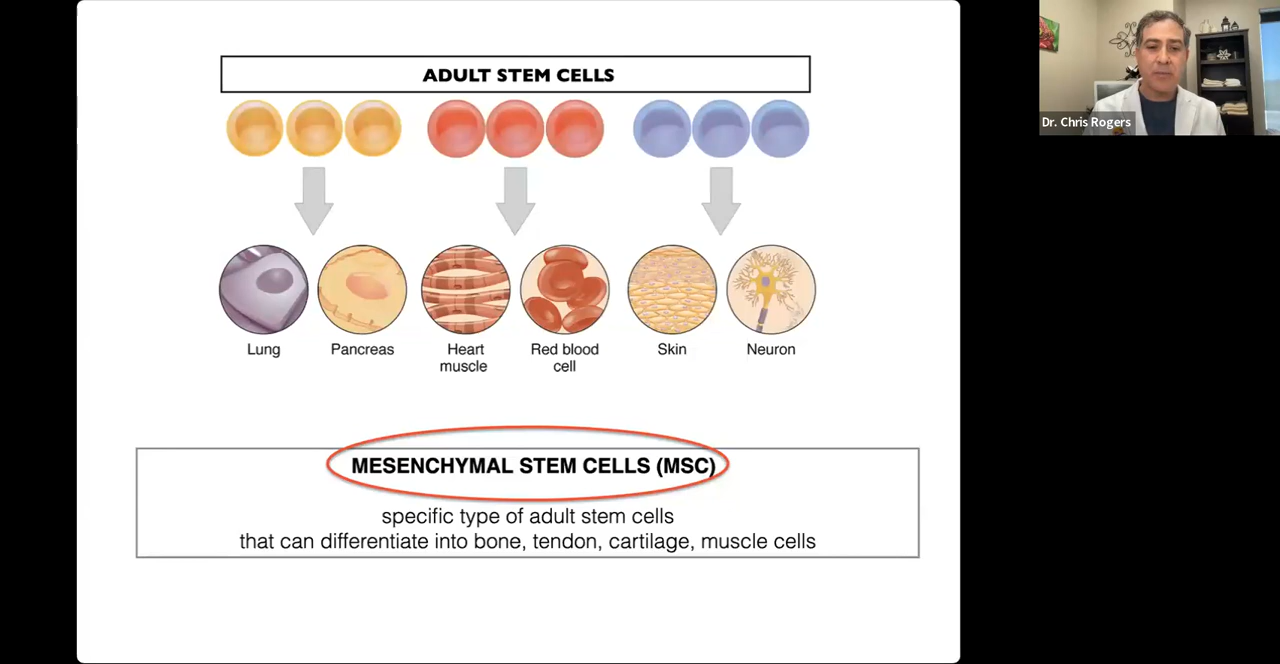 ADULT STEM CELLS
Lung
Pancreas
Heart
muscle
Red blood
cell
Skin
Neuron
MESENCHYMAL STEM CELLS (MSC)
specific type of adult stem cells
that can differentiate into bone, tendon, cartilage, muscle cells
Dr. Chris Rogers